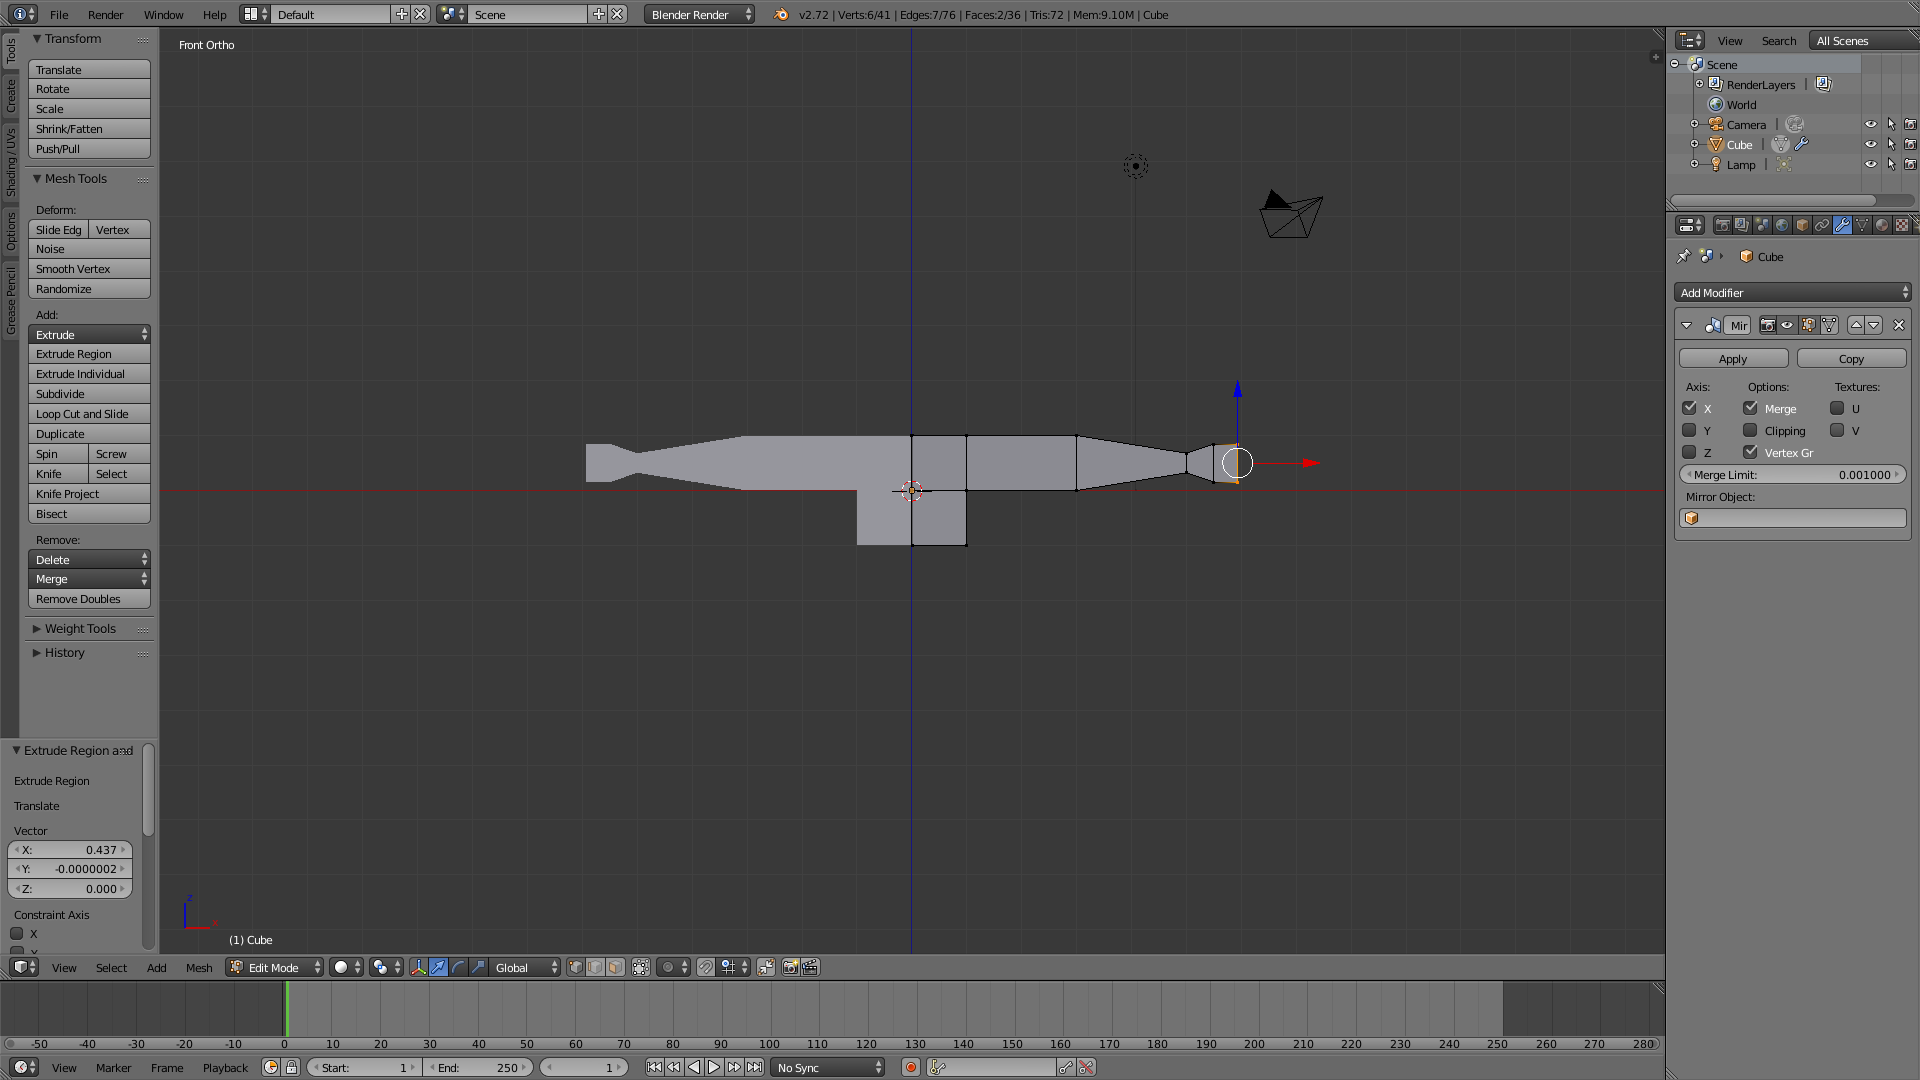 File Render Window Help Default Scene Blender Render v2.72 | Verts:6/41 | Edges:7/76 | Faces:2/36 | Tris:72 | Mem:9.10M | Cube
Tools
Create
Shading / UVs
Options
Grease Pencil
Transform
Translate
Rotate
Scale
Shrink/Fatten
Push/Pull
Mesh Tools
Deform:
Slide Edg Vertex
Noise
Smooth Vertex
Randomize
Add:
Extrude
Extrude Region
Extrude Individual
Subdivide
Loop Cut and Slide
Duplicate
Spin Screw
Knife Select
Knife Project
Bisect
Remove:
Delete
Merge
Remove Doubles
Weight Tools
History
Extrude Region and
Extrude Region
Translate
Vector
X: 0.437
Y: -0.0000002
Z: 0.000
Constraint Axis
X
Front Ortho
z
x
(1) Cube
View Search All Scenes
Scene
RenderLayers |
World
Camera |
Cube |
Lamp |
Cube
Add Modifier
Mir
Apply Copy
Axis: Options: Textures:
X Merge U
Y Clipping V
Z Vertex Gr
Merge Limit: 0.001000
Mirror Object:
View Select Add Mesh Edit Mode Global
-50 -40 -30 -20 -10 0 10 20 30 40 50 60 70 80 90 100 110 120 130 140 150 160 170 180 190 200 210 220 230 240 250 260 270 280
View Marker Frame Playback Start: 1 End: 250 1 No Sync